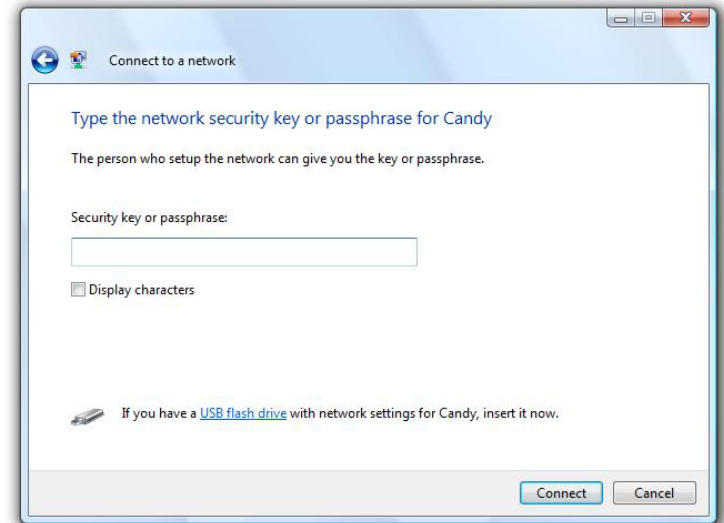 Connect to a network
Type the network security key or passphrase for Candy
The person who setup the network can give you the key or passphrase.
Security key or passphrase:
Display characters
If you have a USB flash drive with network settings for Candy, insert it now.
Connect Cancel